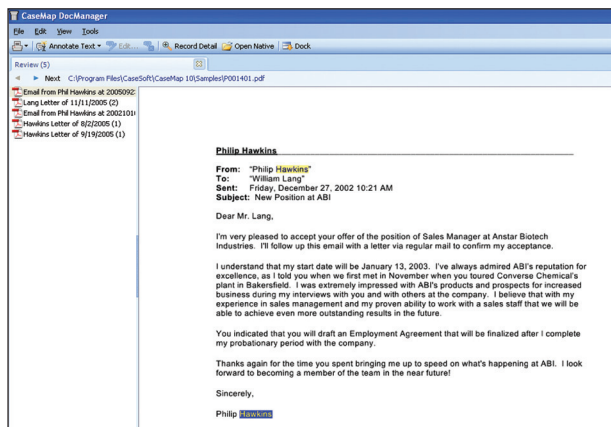 CaseMap DocManager
File Edit View Tools
Annotate Text Edit... Record Detail Open Native Dock
Review (5)
Next C:\Program Files\CaseSoft\CaseMap 10\Samples\P001401.pdf
Email from Phil Hawkins at 2005092
Lang Letter of 11/11/2005 (2)
Email from Phil Hawkins at 2002101
Hawkins Letter of 8/2/2005 (1)
Hawkins Letter of 9/19/2005 (1)
Philip Hawkins
From: "Philip Hawkins"
To: "William Lang"
Sent: Friday, December 27, 2002 10:21 AM
Subject: New Position at ABI
Dear Mr. Lang,
I'm very pleased to accept your offer of the position of Sales Manager at Anstar Biotech
Industries. I'll follow up this email with a letter via regular mail to confirm my acceptance.
I understand that my start date will be January 13, 2003. I've always admired ABI's reputation for
excellence, as I told you when we first met in November when you toured Converse Chemical's
plant in Bakersfield. I was extremely impressed with ABI's products and prospects for increased
business during my interviews with you and with others at the company. I believe that with my
experience in sales management and my proven ability to work with a sales staff that we will be
able to achieve even more outstanding results in the future.
You indicated that you will draft an Employment Agreement that will be finalized after I complete
my probationary period with the company.
Thanks again for the time you spent bringing me up to speed on what's happening at ABI. I look
forward to becoming a member of the team in the near future!
Sincerely,
Philip Hawkins